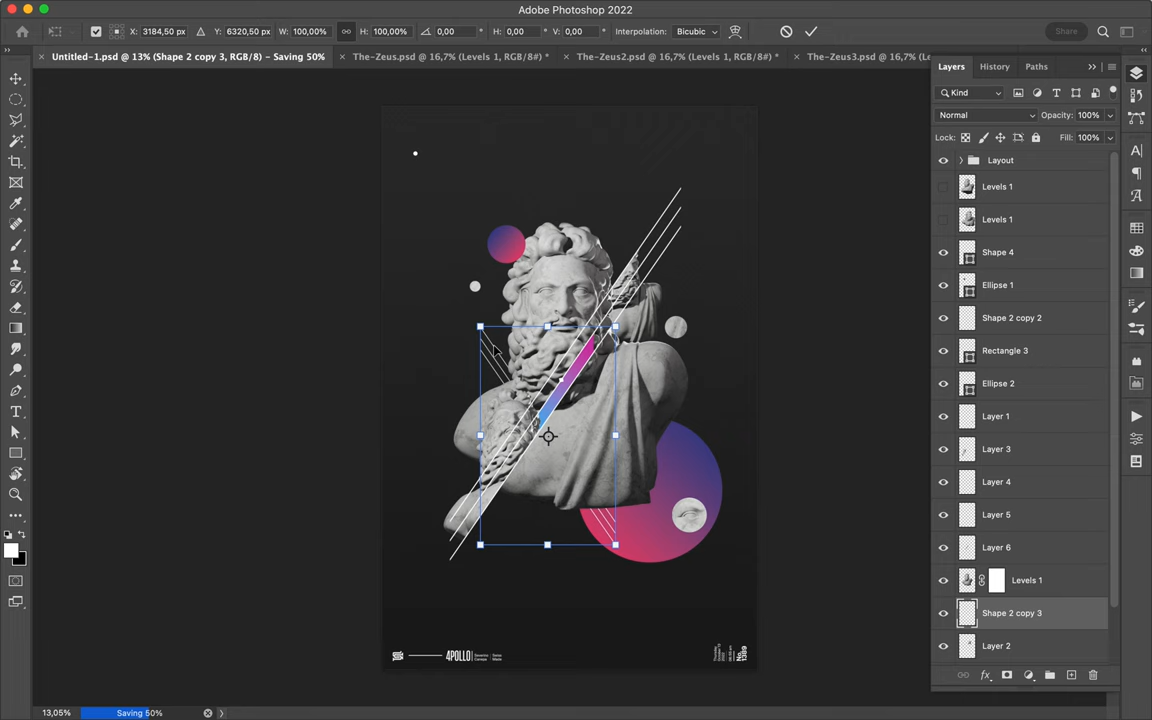 Adobe Photoshop 2022
X: 3184,50 px Y: 6320,50 px W: 100,00% H: 100,00% 0,00 ° H: 0,00 ° V: 0,00 ° Interpolation: Bicubic Share
Untitled-1.psd @ 13% (Shape 2 copy 3, RGB/8) – Saving 50% The-Zeus.psd @ 16,7% (Levels 1, RGB/8#) * The-Zeus2.psd @ 16,7% (Levels 1, RGB/8#) * The-Zeus3.psd @ 16,7% (Le
Layers History Paths
Kind
Normal Opacity: 100%
Lock: Fill: 100%
Layout
Levels 1
Levels 1
Shape 4
Ellipse 1
Shape 2 copy 2
Rectangle 3
Ellipse 2
Layer 1
Layer 3
Layer 4
Layer 5
Layer 6
Levels 1
Shape 2 copy 3
Layer 2
4POLLO
No. 1389
13,05% Saving 50%